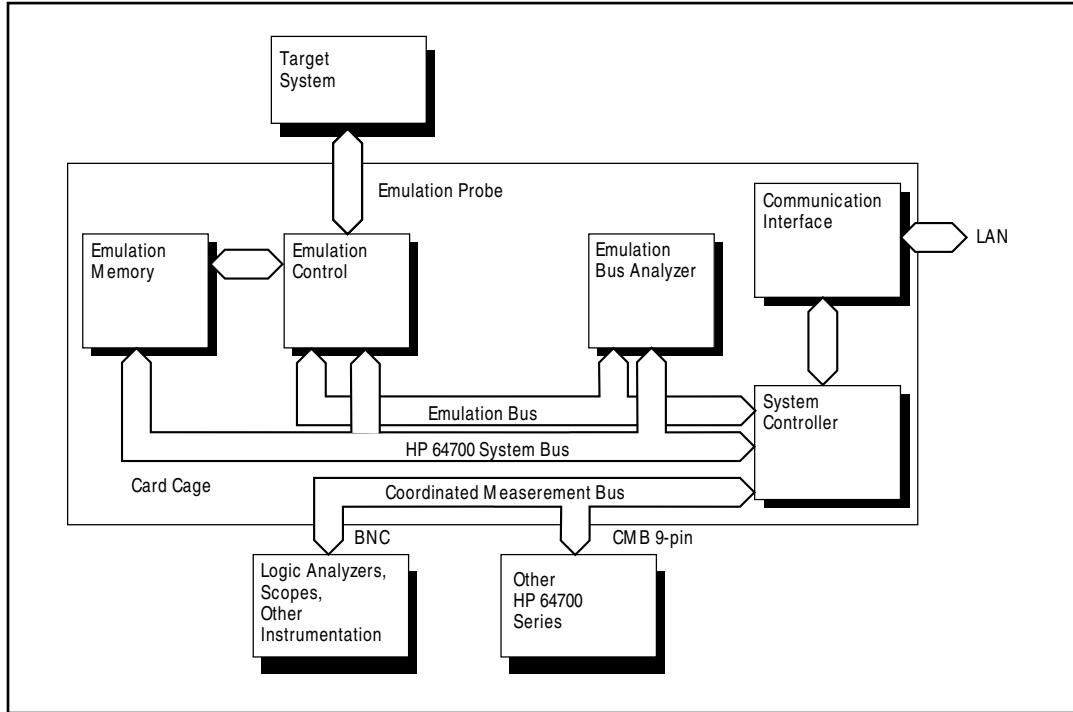 Target
System
Emulation Probe
Communication
Interface
LAN
Emulation
Memory
Emulation
Control
Emulation
Bus Analyzer
System
Controller
Emulation Bus
HP 64700 System Bus
Card Cage
Coordinated Measerement Bus
BNC
CMB 9-pin
Logic Analyzers,
Scopes,
Other
Instrumentation
Other
HP 64700
Series